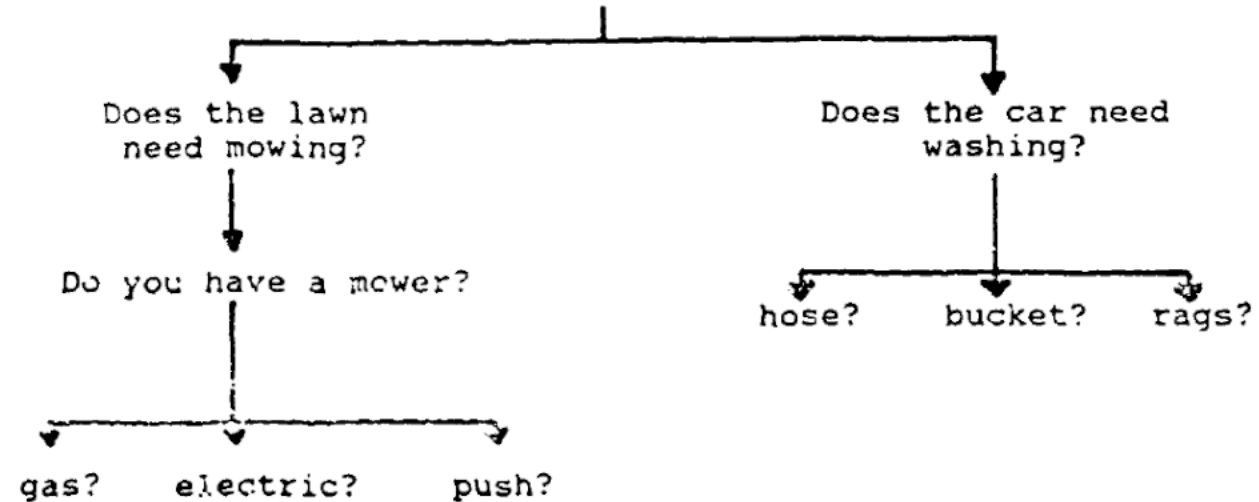 Does the lawn
need mowing?
Does the car need
washing?
Do you have a mower?
hose? bucket? rags?
gas? electric? push?